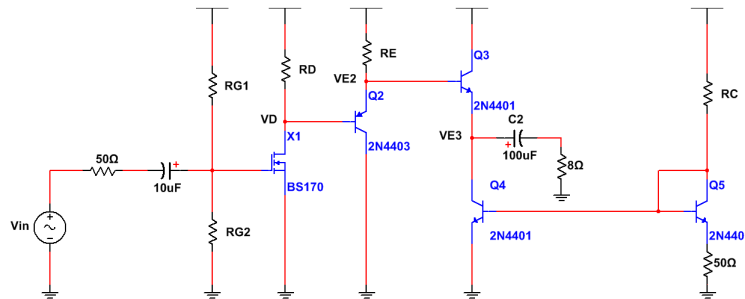 Q3
RE
RG1
RD
VE2
RC
Q2
2N4401
VD
C2
X1
VE3
2N4403
100uF
8Ω
50Ω
10uF
BS170
Q4
Q5
Vin
RG2
2N4401
2N440
50Ω